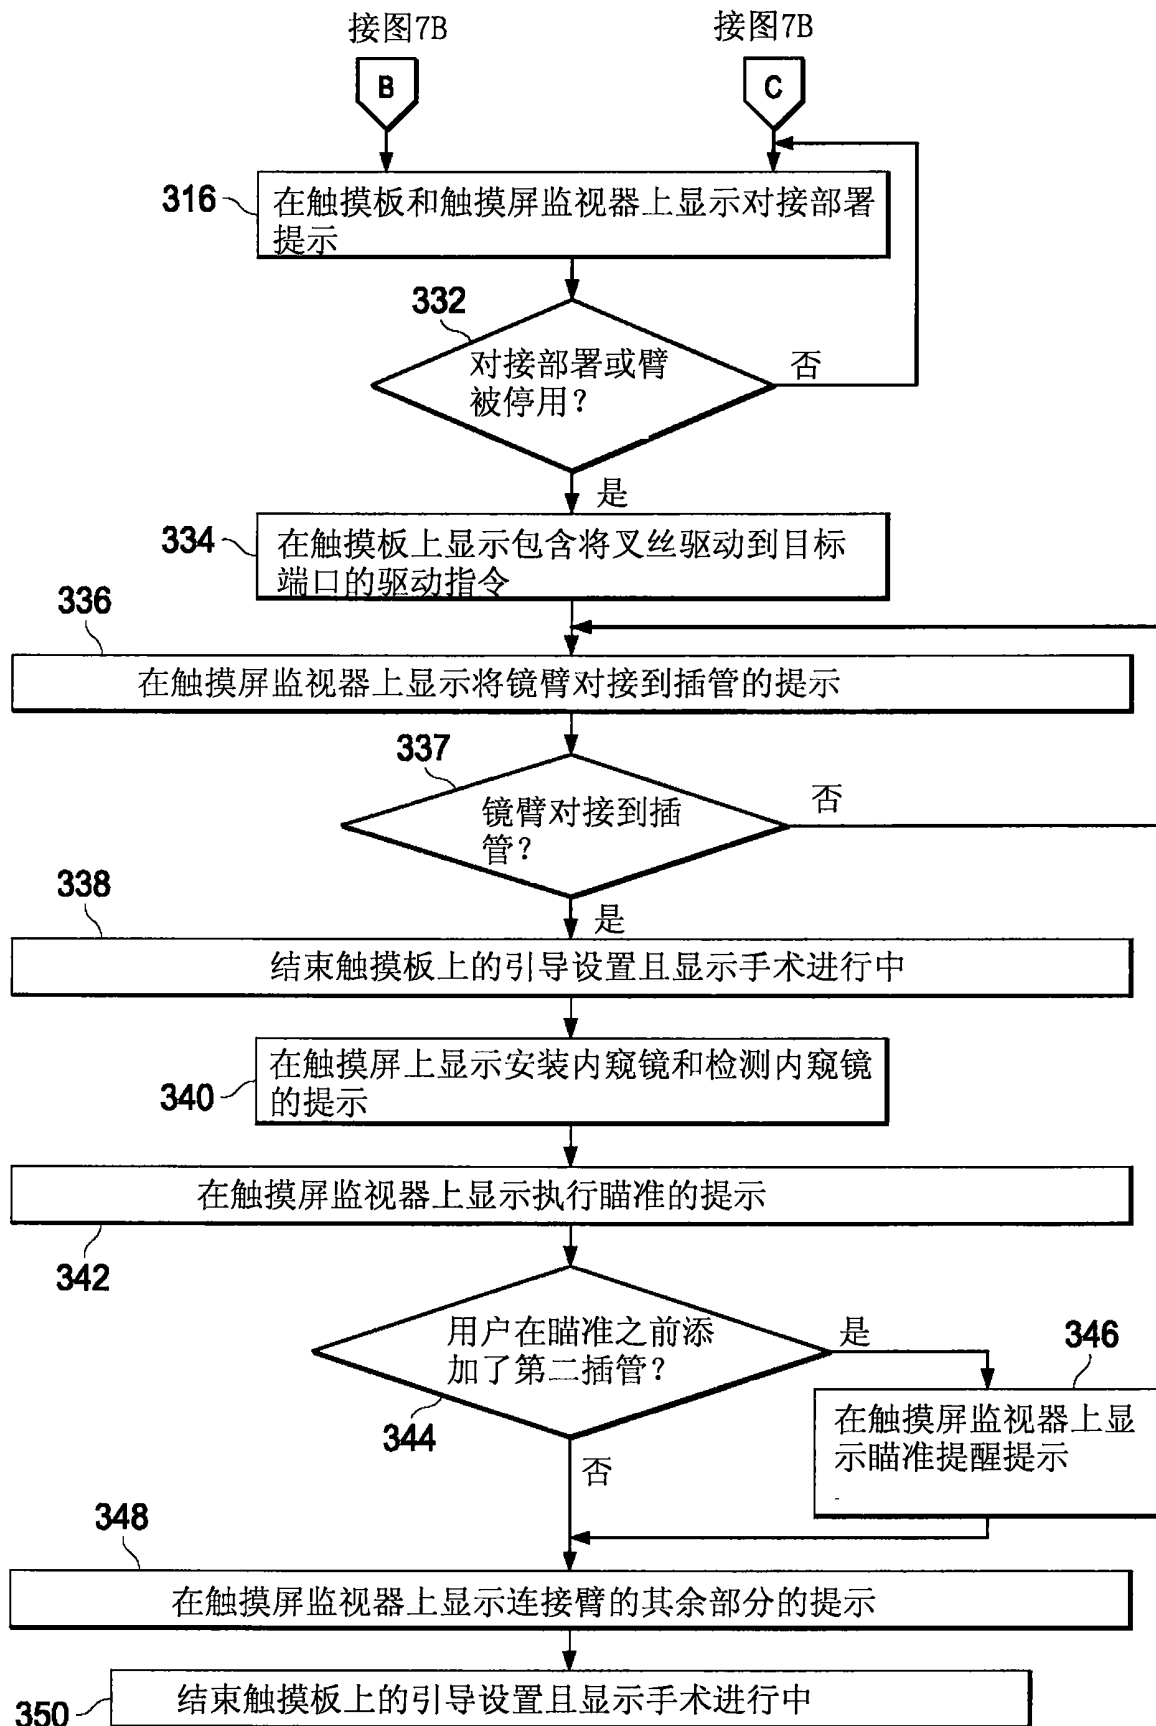 接图7B
接图7B
B
C
316
在触摸板和触摸屏监视器上显示对接部署
提示
332
对接部署或臂
被停用?
否
是
334
在触摸板上显示包含将叉丝驱动到目标
端口的驱动指令
336
在触摸屏监视器上显示将镜臂对接到插管的提示
337
镜臂对接到插
管?
否
是
338
结束触摸板上的引导设置且显示手术进行中
340
在触摸屏上显示安装内窥镜和检测内窥镜
的提示
在触摸屏监视器上显示执行瞄准的提示
342
用户在瞄准之前添
加了第二插管?
344
是
否
346
在触摸屏监视器上显
示瞄准提醒提示
348
在触摸屏监视器上显示连接臂的其余部分的提示
350
结束触摸板上的引导设置且显示手术进行中